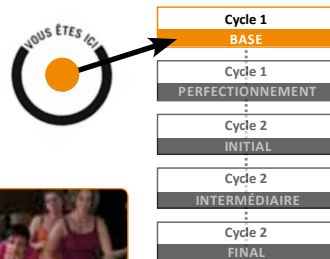 VOUS ÊTES ICI
Cycle 1
BASE
Cycle 1
PERFECTIONNEMENT
Cycle 2
INITIAL
Cycle 2
INTERMÉDIAIRE
Cycle 2
FINAL